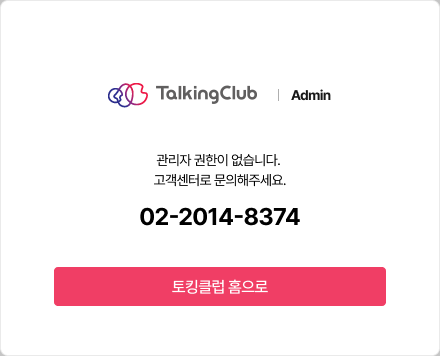 TalkingClub | Admin
관리자 권한이 없습니다.
고객센터로 문의해주세요.
02-2014-8374
토킹클럽 홈으로